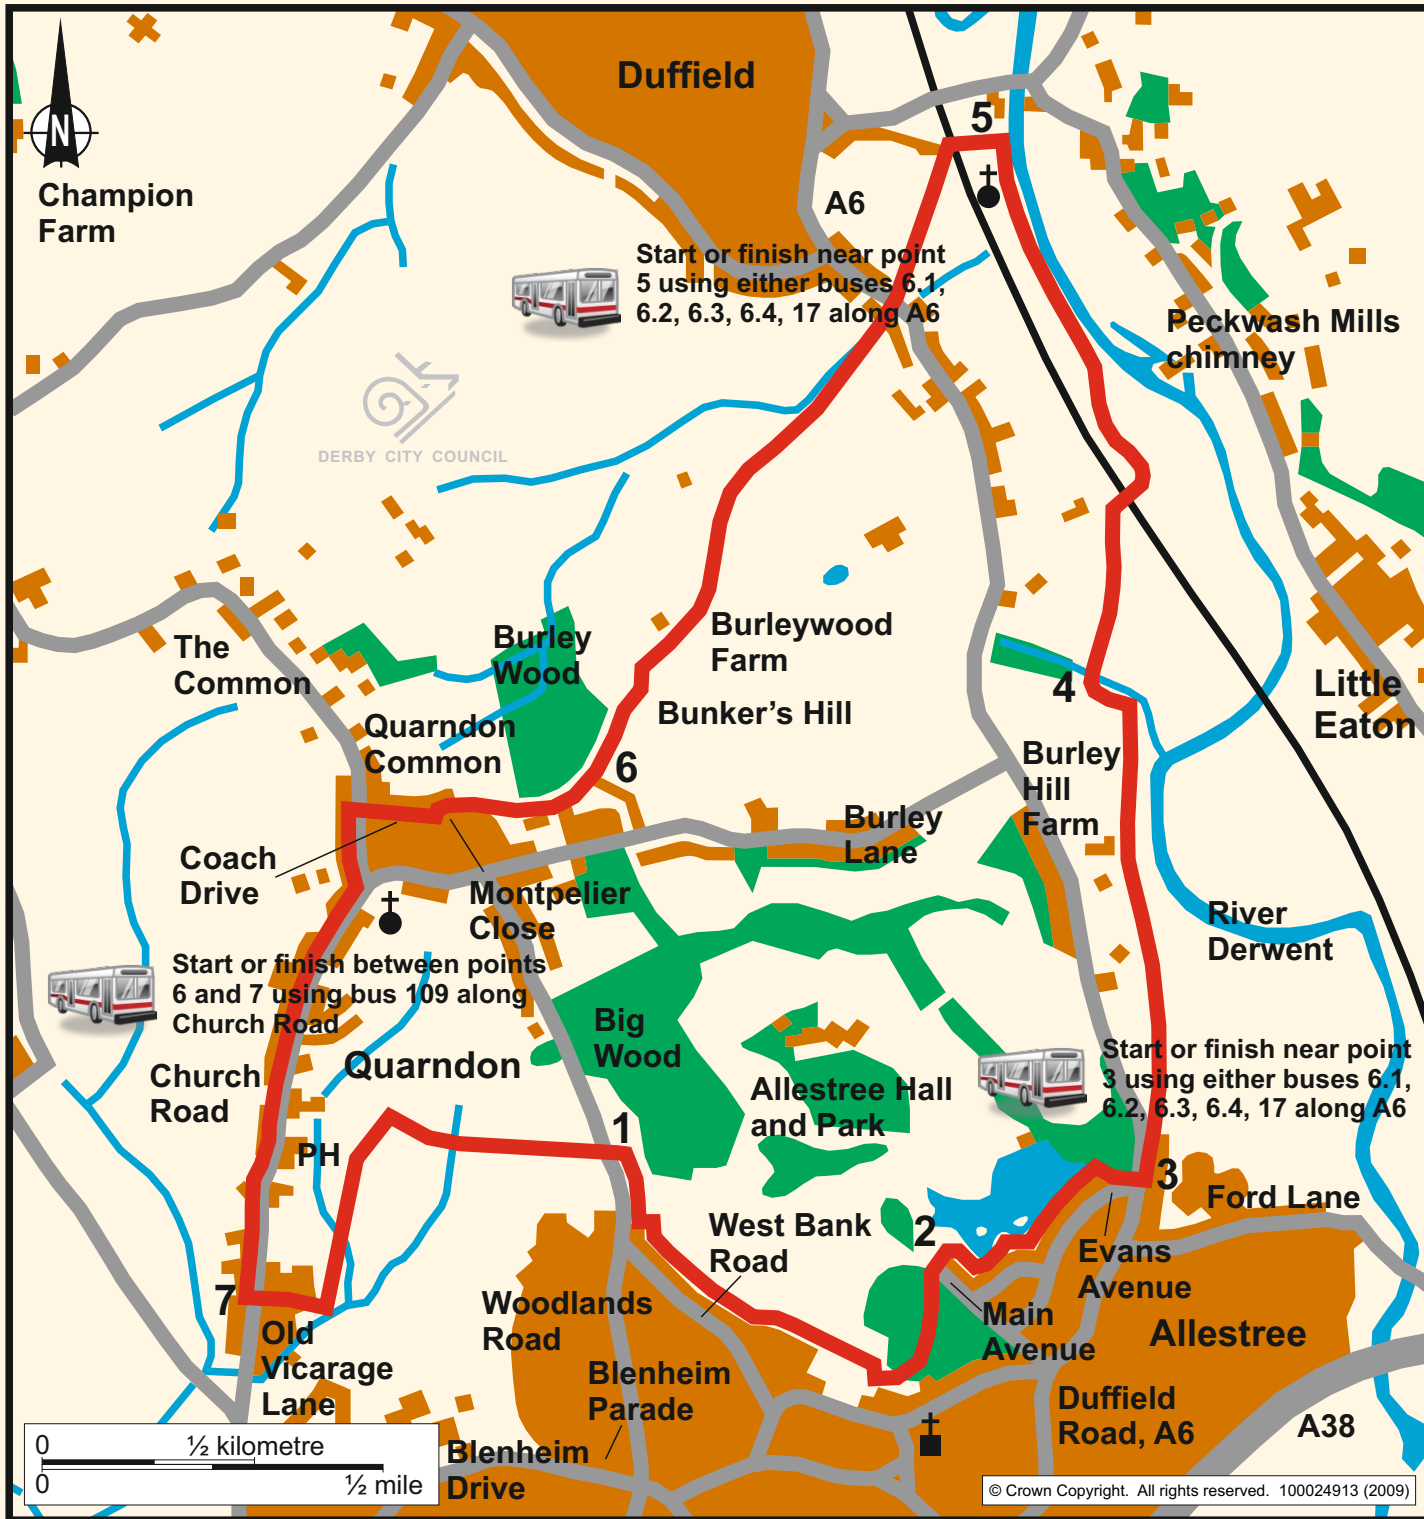 Duffield
5
N
Champion
Farm
A6
Start or finish near point
5 using either buses 6.1,
6.2, 6.3, 6.4, 17 along A6
Peckwash Mills
chimney
DERBY CITY COUNCIL
The
Common
Burley
Wood
Burleywood
Farm
Bunker's Hill
4
Little
Eaton
Quarndon
Common
6
Burley
Hill
Farm
Burley
Lane
Coach
Drive
Montpelier
Close
River
Derwent
Start or finish between points
6 and 7 using bus 109 along
Church Road
Big
Wood
Quarndon
Church
Road
Allestree Hall
and Park
Start or finish near point
3 using either buses 6.1,
6.2, 6.3, 6.4, 17 along A6
1
PH
3
Ford Lane
West Bank
Road
2
Evans
Avenue
7
Old
Vicarage
Lane
Woodlands
Road
Main
Avenue
Allestree
Blenheim
Parade
Duffield
Road, A6
A38
Blenheim
Drive
0 ½ kilometre
0 ½ mile
© Crown Copyright. All rights reserved. 100024913 (2009)